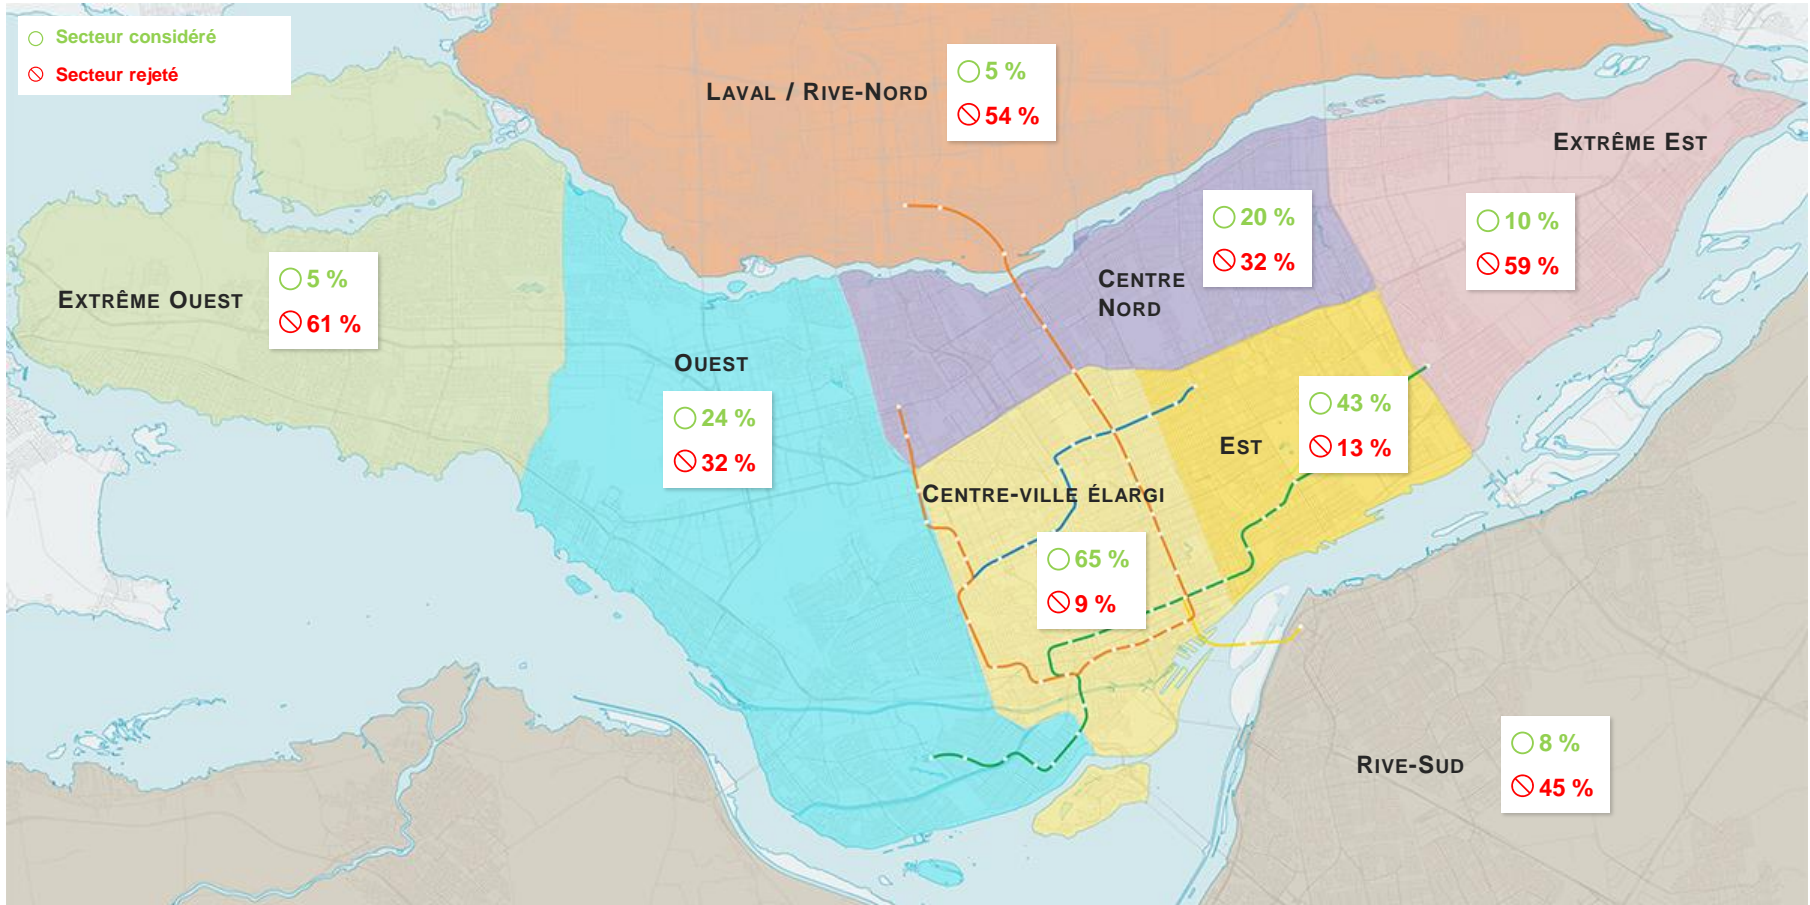 Secteur considéré
Secteur rejeté
LAVAL / RIVE-NORD
5 %
54 %
EXTRÊME EST
10 %
59 %
20 %
32 %
CENTRE
NORD
EXTRÊME OUEST
5 %
61 %
OUEST
24 %
32 %
EST
43 %
13 %
CENTRE-VILLE ÉLARGI
65 %
9 %
RIVE-SUD
8 %
45 %